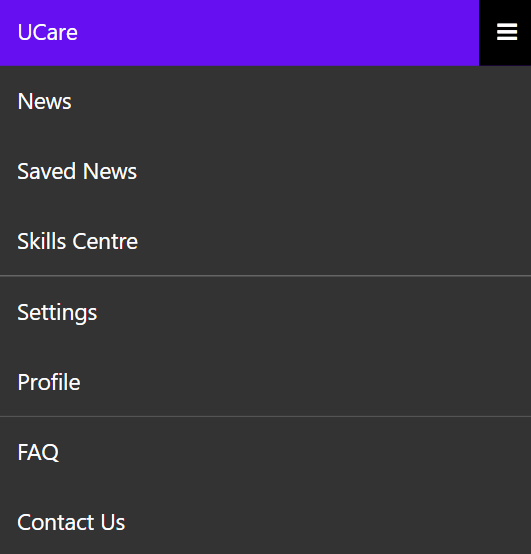 UCare
News
Saved News
Skills Centre
Settings
Profile
FAQ
Contact Us